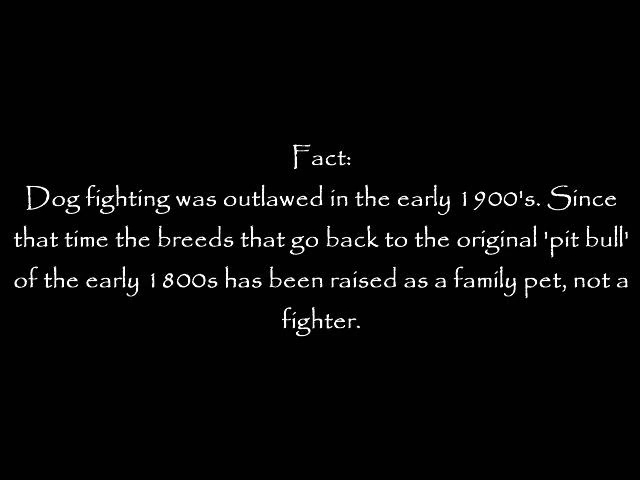 Fact:
Dog fighting was outlawed in the early 1900's. Since
that time the breeds that go back to the original 'pit bull'
of the early 1800s has been raised as a family pet, not a
fighter.